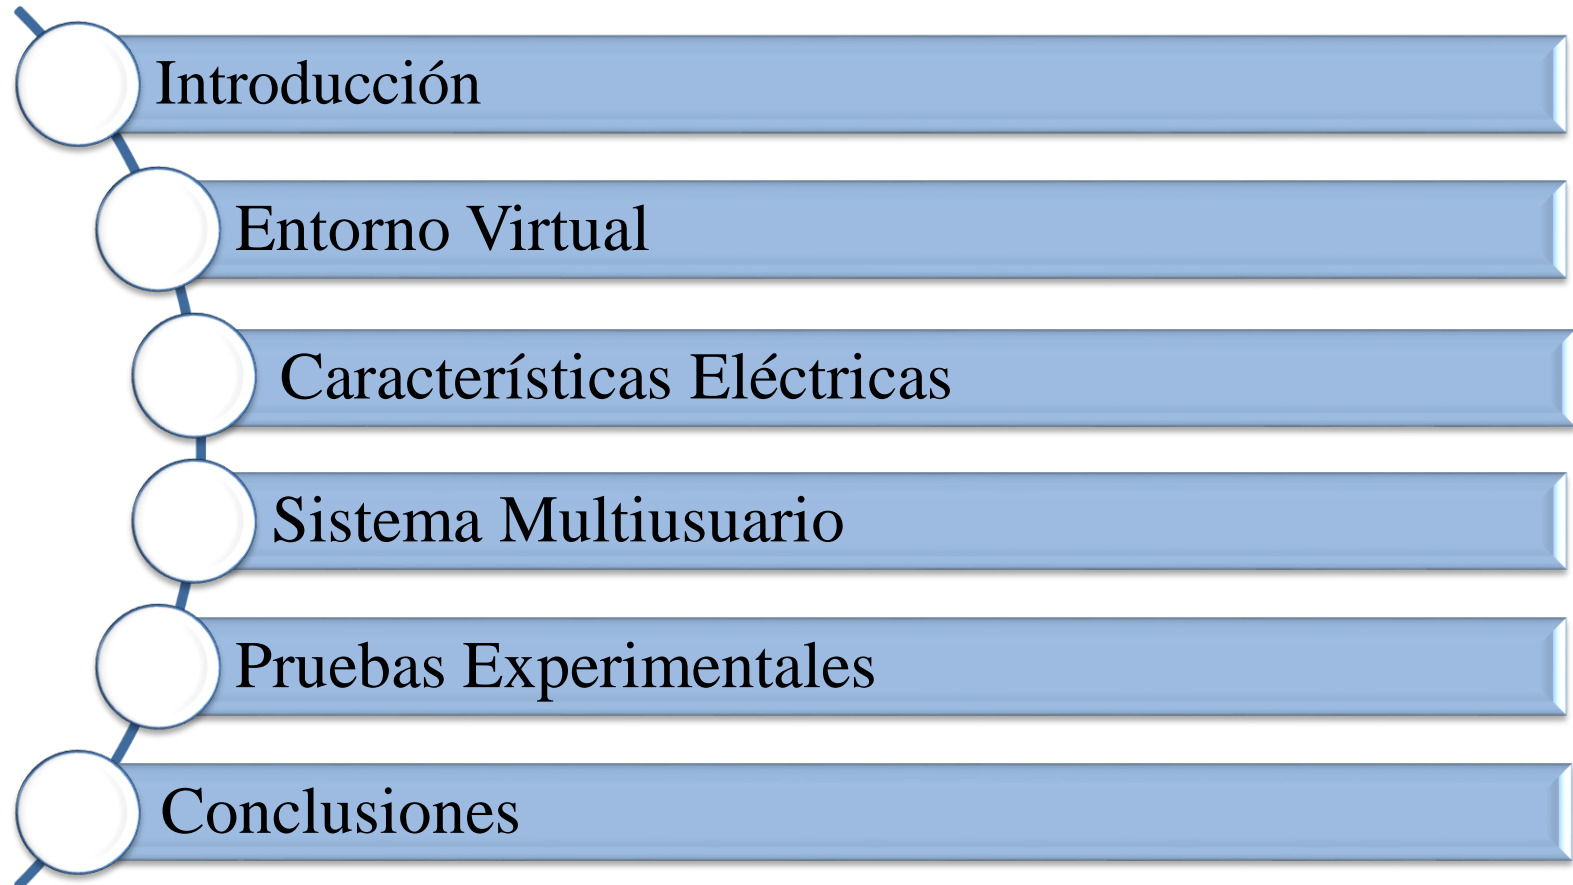 Introducción
Entorno Virtual
Características Eléctricas
Sistema Multiusuario
Pruebas Experimentales
Conclusiones